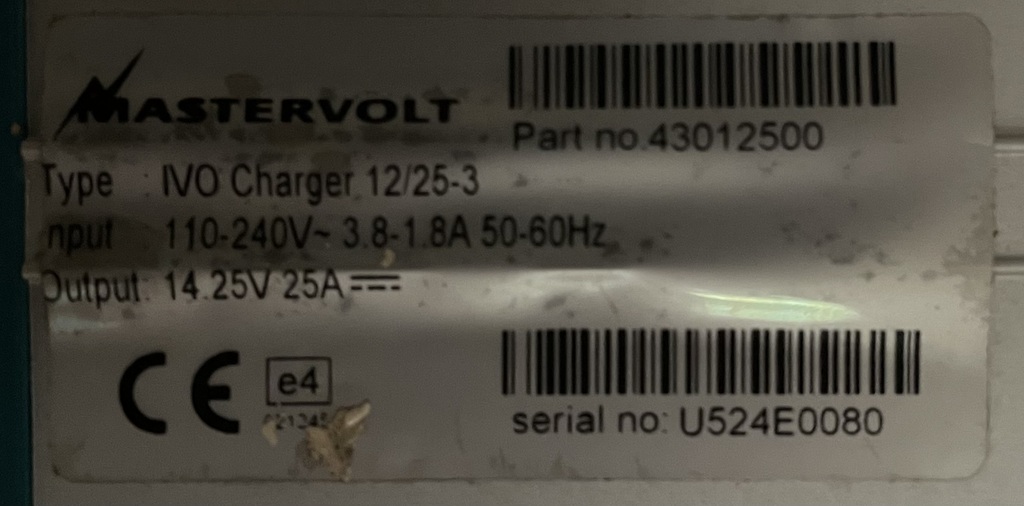 MASTERVOLT
Part no.43012500
Type : IVO Charger 12/25-3
Input : 110-240V~ 3.8-1.8A 50-60Hz
Output: 14.25V 25A
CE e4
serial no: U524E0080